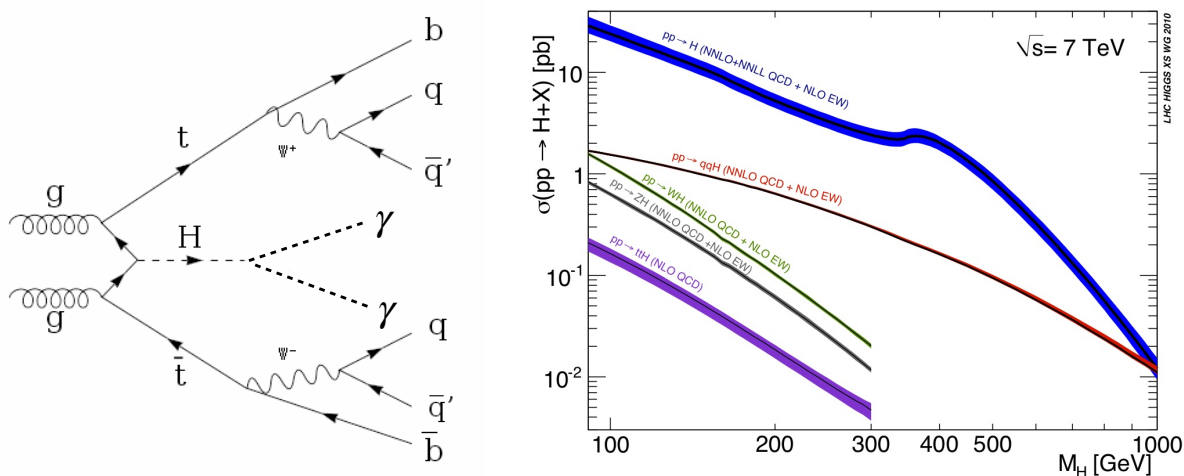 b
q
t
W⁺
q̄'
g
H
γ
g
γ
q
t̄
W⁻
q̄'
b̄
σ(pp → H+X) [pb]
√s= 7 TeV
LHC HIGGS XS WG 2010
pp → H (NNLO+NNLL QCD + NLO EW)
pp → qqH (NNLO QCD + NLO EW)
pp → WH (NNLO QCD + NLO EW)
pp → ZH (NNLO QCD +NLO EW)
pp → ttH (NLO QCD)
10
1
10⁻¹
10⁻²
100 200 300 400 500 1000
M_H [GeV]